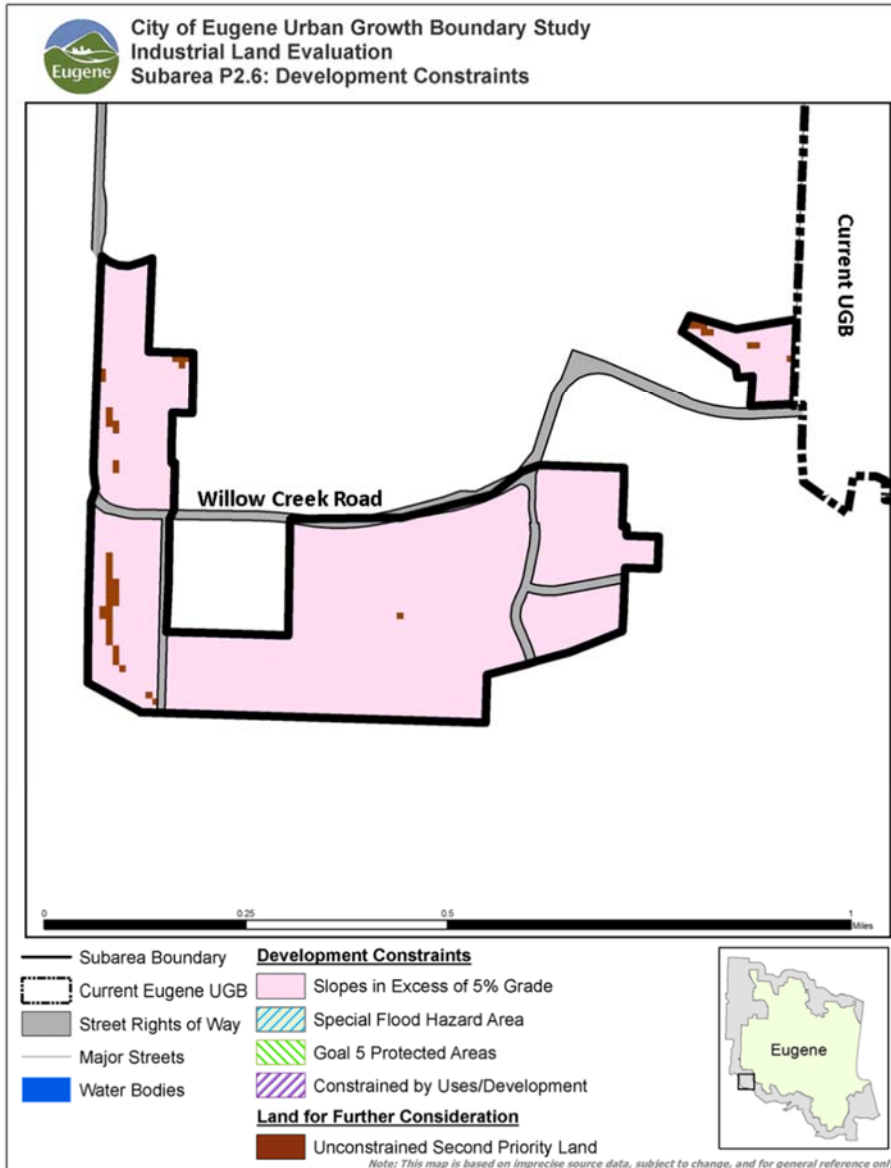 City of Eugene Urban Growth Boundary Study
Industrial Land Evaluation
Subarea P2.6: Development Constraints
Eugene
Current UGB
Willow Creek Road
0
0.25
0.5
1
Miles
Subarea Boundary
Current Eugene UGB
Street Rights of Way
Major Streets
Water Bodies
Development Constraints
Slopes in Excess of 5% Grade
Special Flood Hazard Area
Goal 5 Protected Areas
Constrained by Uses/Development
Land for Further Consideration
Unconstrained Second Priority Land
Eugene
Note: This map is based on imprecise source data, subject to change, and for general reference